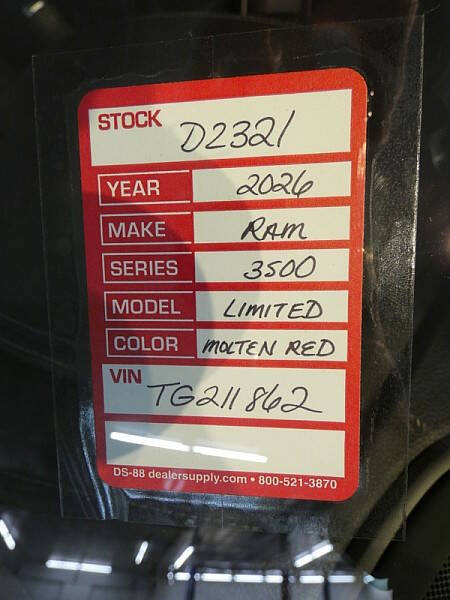 STOCK D2321
YEAR 2026
MAKE RAM
SERIES 3500
MODEL LIMITED
COLOR MOLTEN RED
VIN TG211862
DS-88 dealersupply.com • 800-521-3870